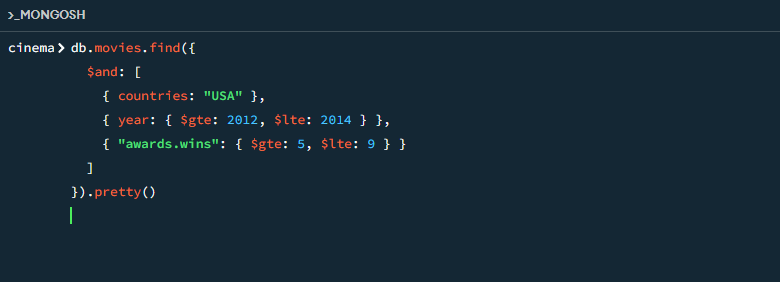 >_MONGOSH
cinema> db.movies.find({
$and: [
{ countries: "USA" },
{ year: { $gte: 2012, $lte: 2014 } },
{ "awards.wins": { $gte: 5, $lte: 9 } }
]
}).pretty()